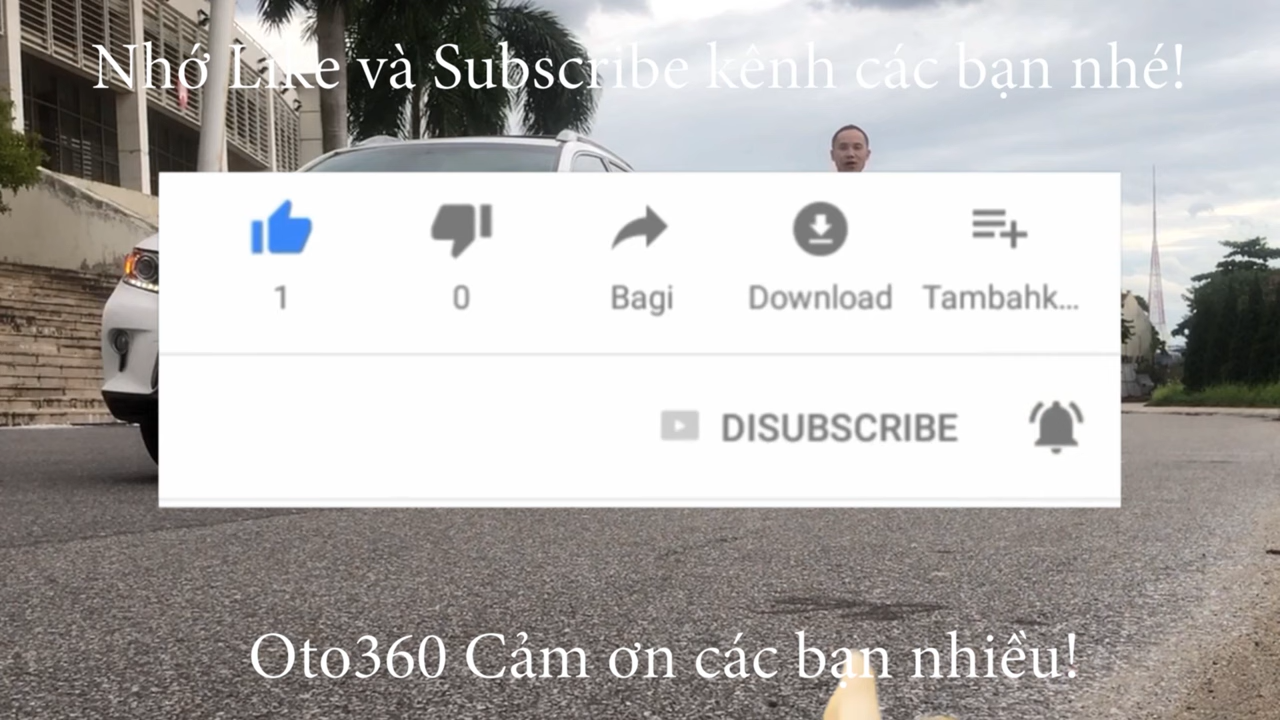 Nhớ Like và Subscribe kênh các bạn nhé!
1 0 Bagi Download Tambahk...
DISUBSCRIBE
Oto360 Cảm ơn các bạn nhiều!